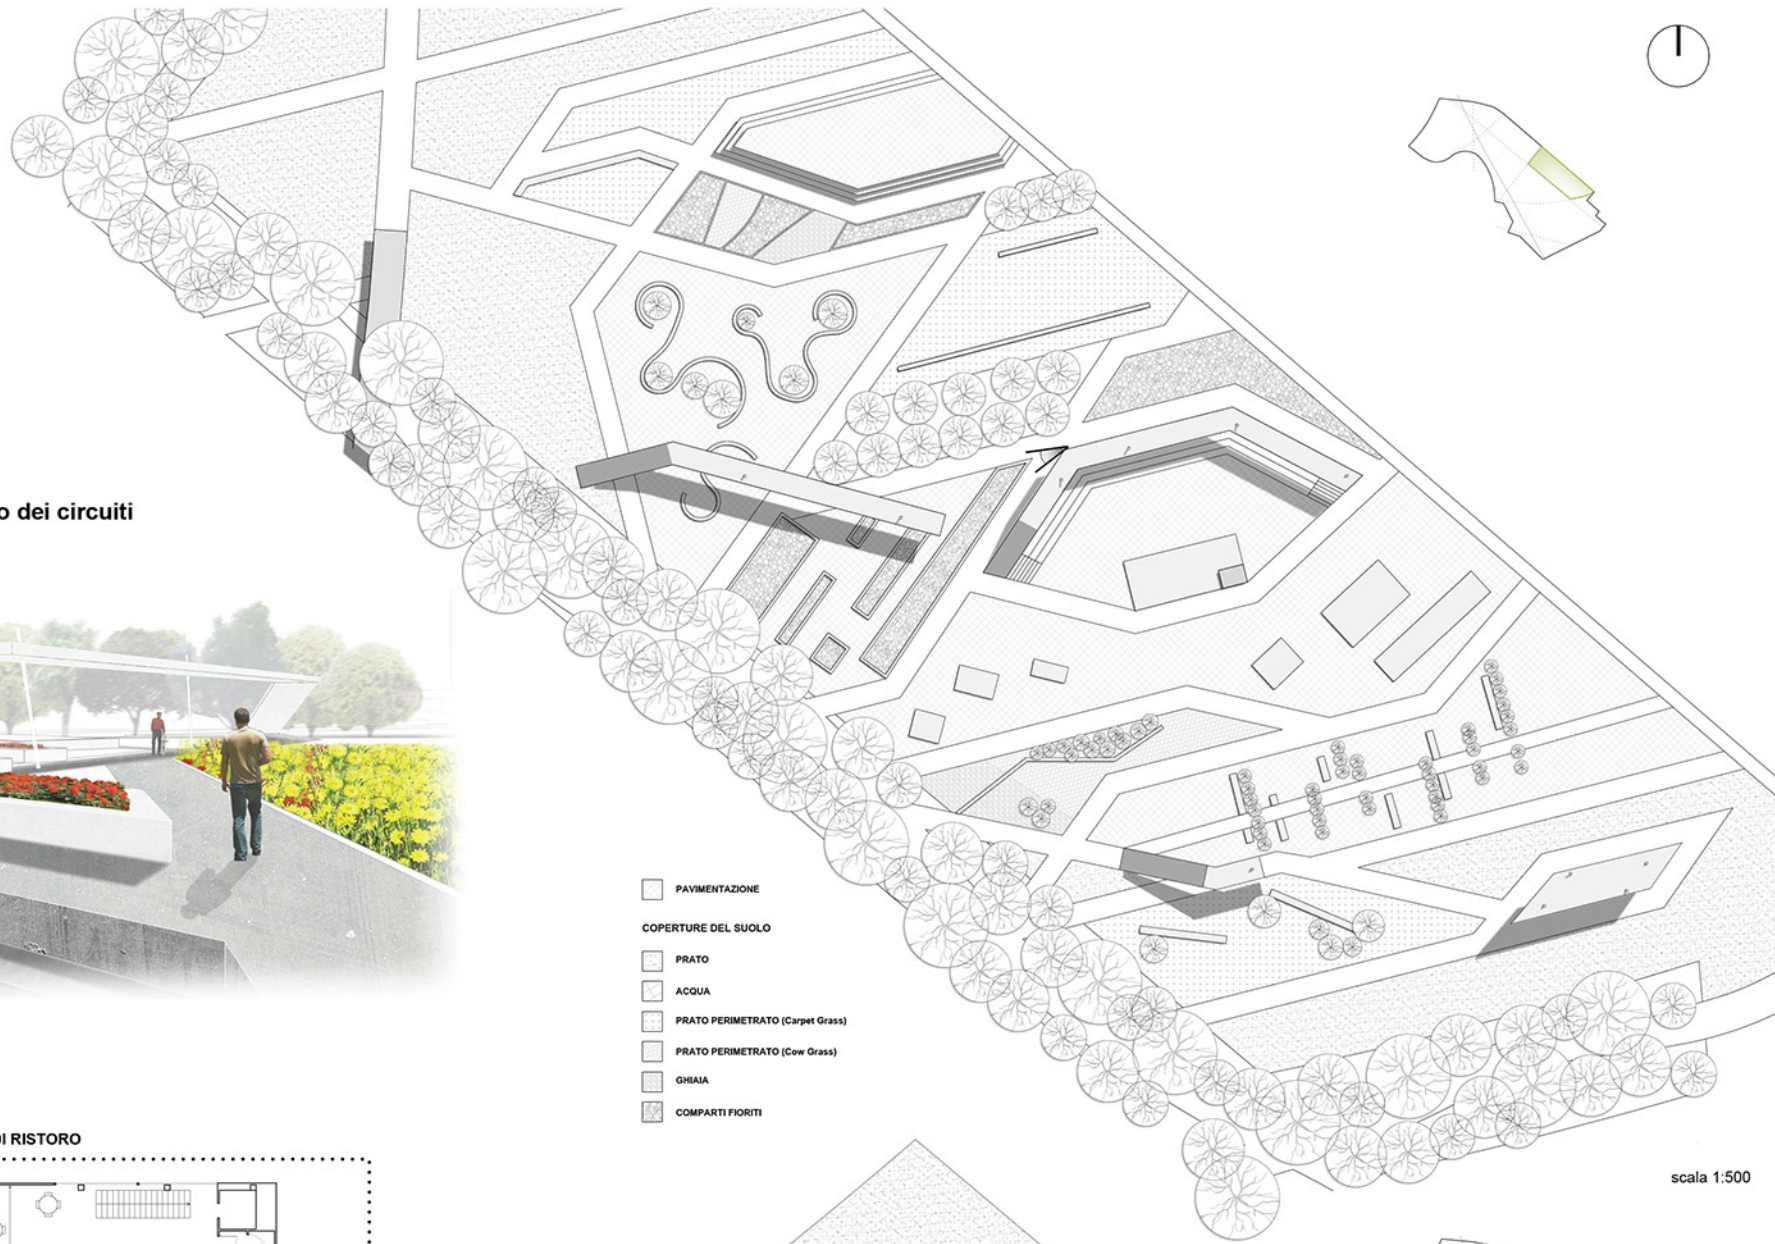 o dei circuiti
PAVIMENTAZIONE
COPERTURE DEL SUOLO
PRATO
ACQUA
PRATO PERIMETRATO (Carpet Grass)
PRATO PERIMETRATO (Cow Grass)
GHIAIA
COMPARTI FIORITI
DI RISTORO
scala 1:500